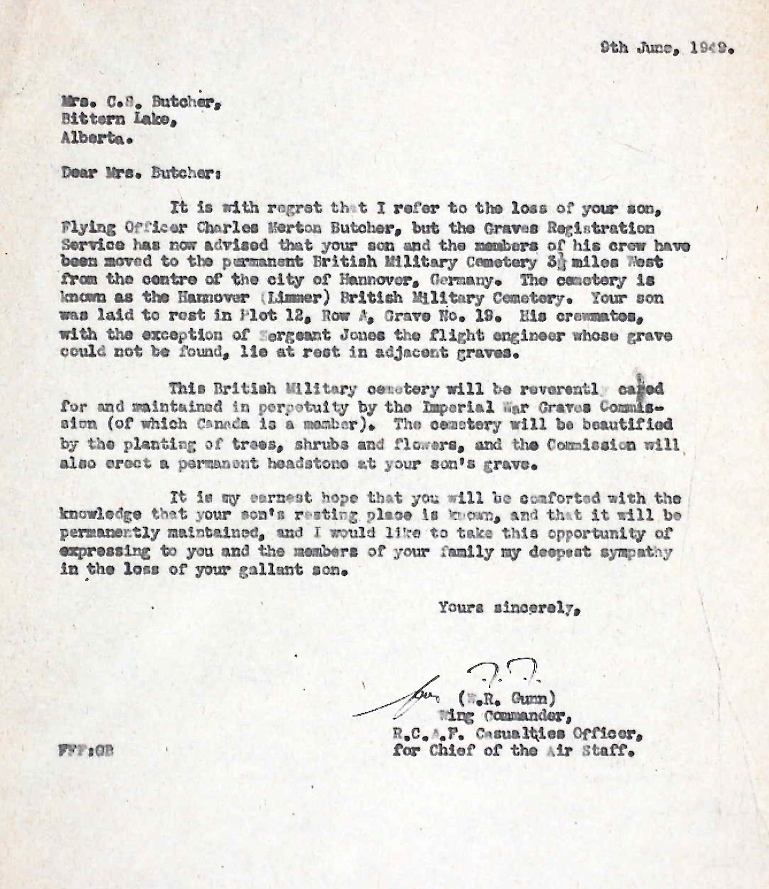 9th June, 1949.
Mrs. C.S. Butcher,
Bittern Lake,
Alberta.
Dear Mrs. Butcher:
It is with regret that I refer to the loss of your son,
Flying Officer Charles Merton Butcher, but the Graves Registration
Service has now advised that your son and the members of his crew have
been moved to the permanent British Military Cemetery 3½ miles West
from the centre of the city of Hannover, Germany. The cemetery is
known as the Hannover (Limmer) British Military Cemetery. Your son
was laid to rest in Plot 12, Row A, Grave No. 19. His crewmates,
with the exception of Sergeant Jones the flight engineer whose grave
could not be found, lie at rest in adjacent graves.
This British Military cemetery will be reverently cared
for and maintained in perpetuity by the Imperial War Graves Commis-
sion (of which Canada is a member). The cemetery will be beautified
by the planting of trees, shrubs and flowers, and the Commission will
also erect a permanent headstone at your son's grave.
It is my earnest hope that you will be comforted with the
knowledge that your son's resting place is known, and that it will be
permanently maintained, and I would like to take this opportunity of
expressing to you and the members of your family my deepest sympathy
in the loss of your gallant son.
Yours sincerely,
for
(W.R. Gunn)
Wing Commander,
R.C.A.F. Casualties Officer,
FFF:GB for Chief of the Air Staff.